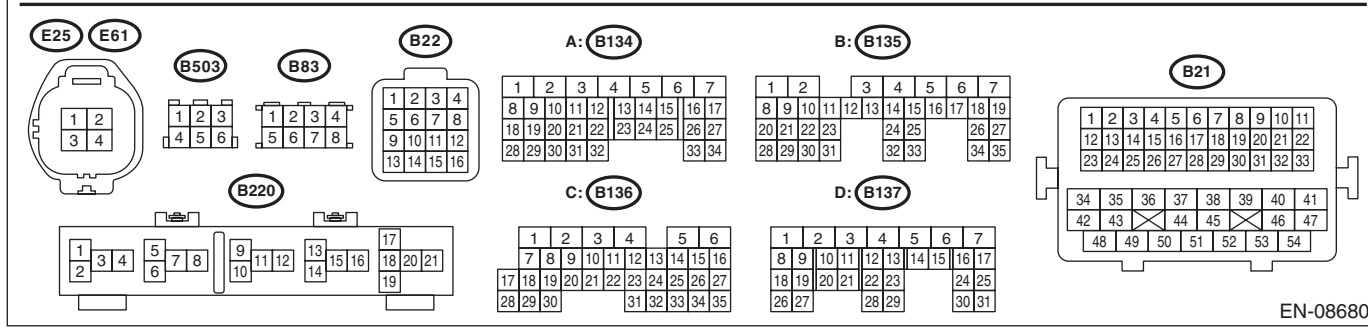 E25 E61
B503
1 2 3
4 5 6
B83
1 2 3 4
5 6 7 8
B22
1 2 3 4
5 6 7 8
9 10 11 12
13 14 15 16
A: B134
1 2 3 4 5 6 7
8 9 10 11 12 13 14 15 16 17
18 19 20 21 22 23 24 25 26 27
28 29 30 31 32 33 34
B: B135
1 2 3 4 5 6 7
8 9 10 11 12 13 14 15 16 17 18 19
20 21 22 23 24 25 26 27
28 29 30 31 32 33 34 35
B21
1 2 3 4 5 6 7 8 9 10 11
12 13 14 15 16 17 18 19 20 21 22
23 24 25 26 27 28 29 30 31 32 33
34 35 36 37 38 39 40 41
42 43 44 45 46 47
48 49 50 51 52 53 54
1 2
3 4
B220
1 2 3 4 5 6 7 8 9 10 11 12 13 14 15 16 17 18 19 20 21
C: B136
1 2 3 4 5 6
7 8 9 10 11 12 13 14 15 16
17 18 19 20 21 22 23 24 25 26 27
28 29 30 31 32 33 34 35
D: B137
1 2 3 4 5 6 7
8 9 10 11 12 13 14 15 16 17
18 19 20 21 22 23 24 25
26 27 28 29 30 31
EN-08680